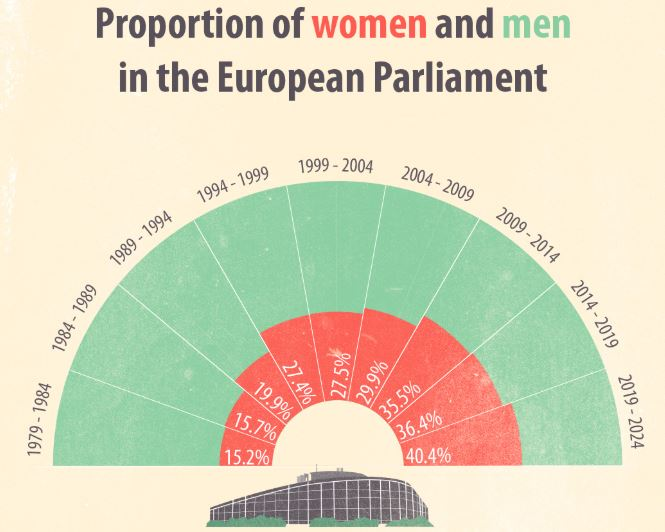 Proportion of women and men
in the European Parliament
1979 - 1984
1984 - 1989
1989 - 1994
1994 - 1999
1999 - 2004
2004 - 2009
2009 - 2014
2014 - 2019
2019 - 2024
15.2%
15.7%
19.9%
27.4%
27.5%
29.9%
35.5%
36.4%
40.4%